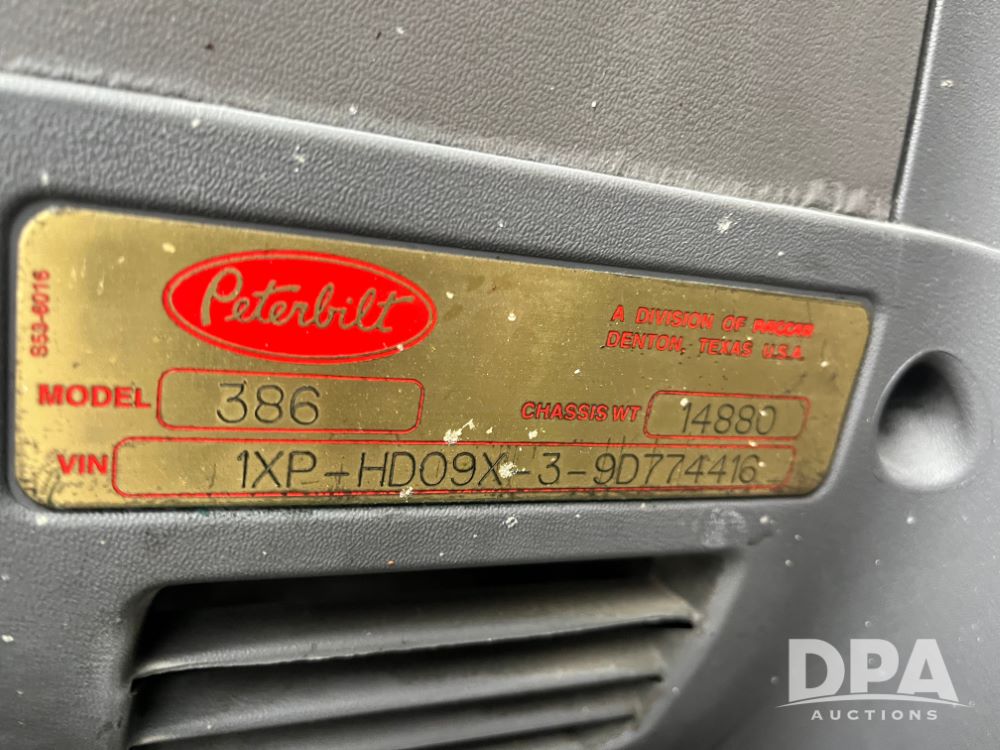 S53-6016
Peterbilt
A DIVISION OF PACCAR
DENTON, TEXAS U.S.A.
MODEL 386
CHASSIS WT 14880
VIN 1XP-HD09X-3-9D774416
DPA
AUCTIONS